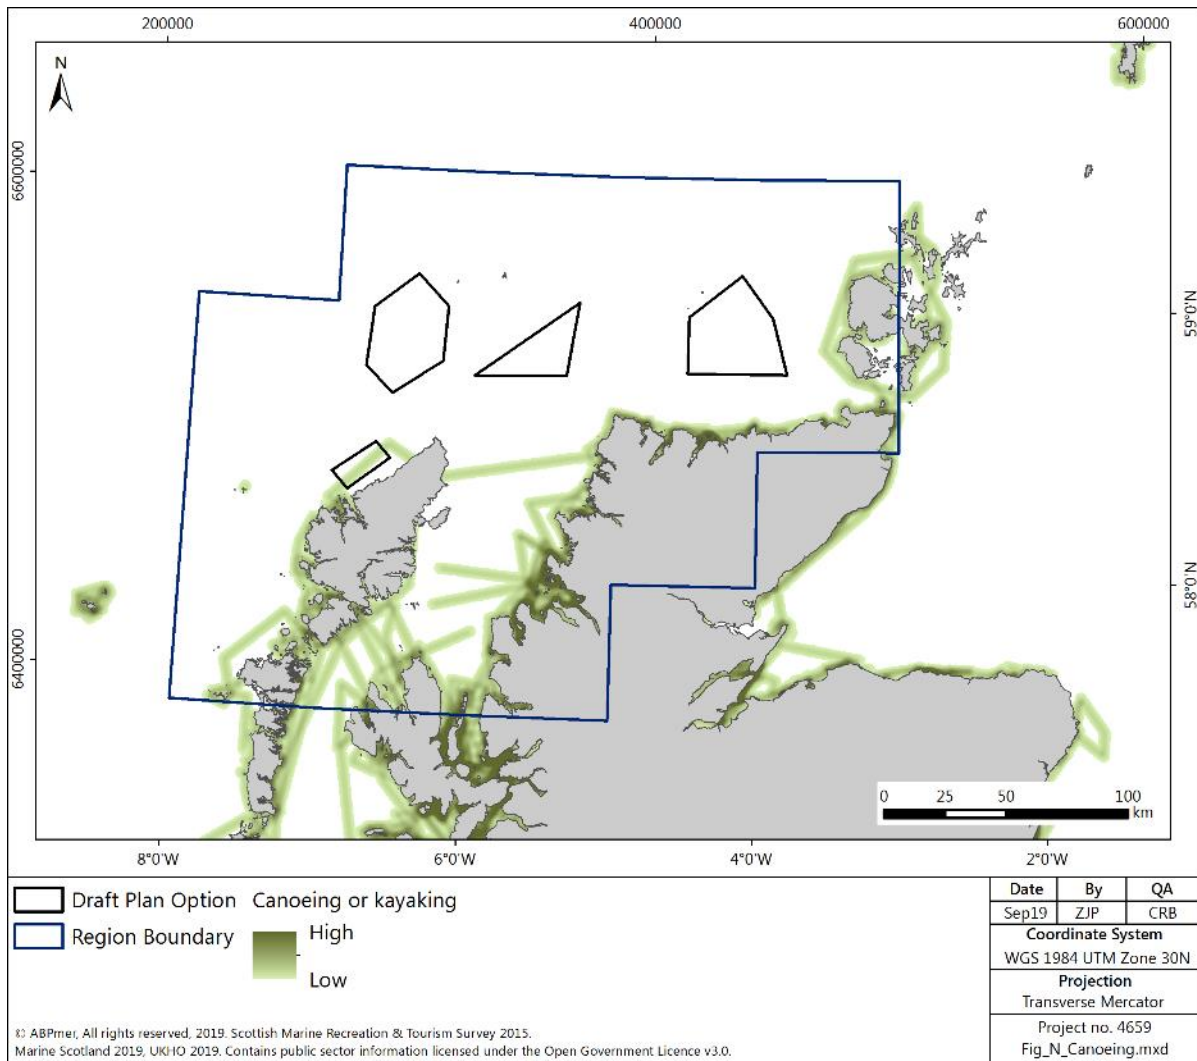 200000
400000
600000
N
6600000
6400000
59°0'N
58°0'N
0 25 50 100
km
8°0'W
6°0'W
4°0'W
2°0'W
Draft Plan Option
Region Boundary
Canoeing or kayaking
High
Low
Date By QA
Sep19 ZJP CRB
Coordinate System
WGS 1984 UTM Zone 30N
Projection
Transverse Mercator
Project no. 4659
Fig_N_Canoeing.mxd
© ABPmer, All rights reserved, 2019. Scottish Marine Recreation & Tourism Survey 2015.
Marine Scotland 2019, UKHO 2019. Contains public sector information licensed under the Open Government Licence v3.0.